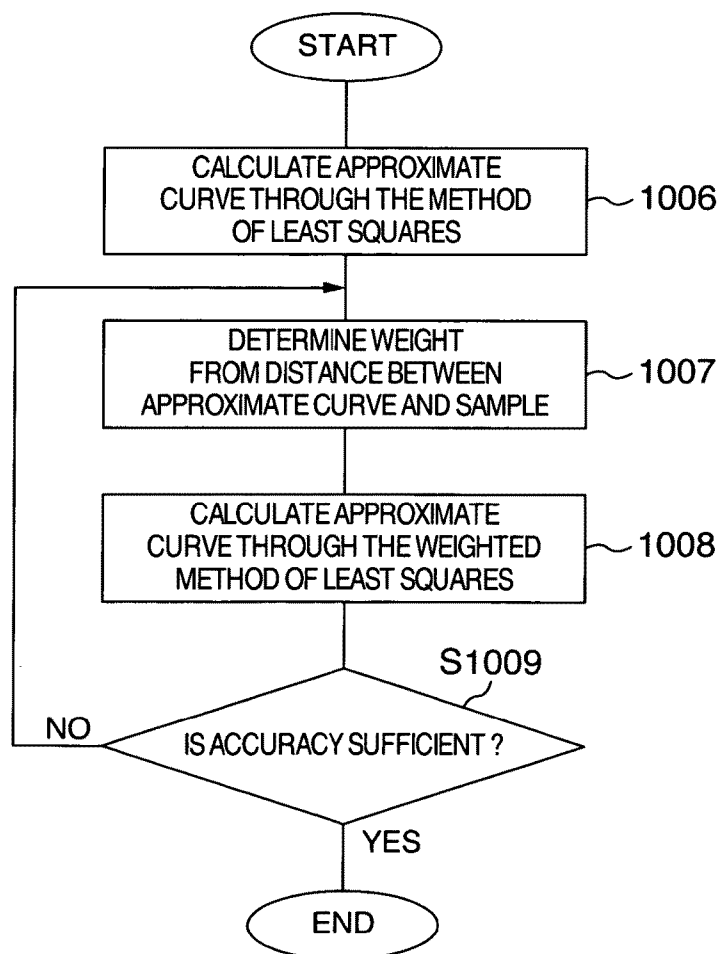 START
CALCULATE APPROXIMATE
CURVE THROUGH THE METHOD
OF LEAST SQUARES
1006
DETERMINE WEIGHT
FROM DISTANCE BETWEEN
APPROXIMATE CURVE AND SAMPLE
1007
CALCULATE APPROXIMATE
CURVE THROUGH THE WEIGHTED
METHOD OF LEAST SQUARES
1008
S1009
NO
IS ACCURACY SUFFICIENT ?
YES
END